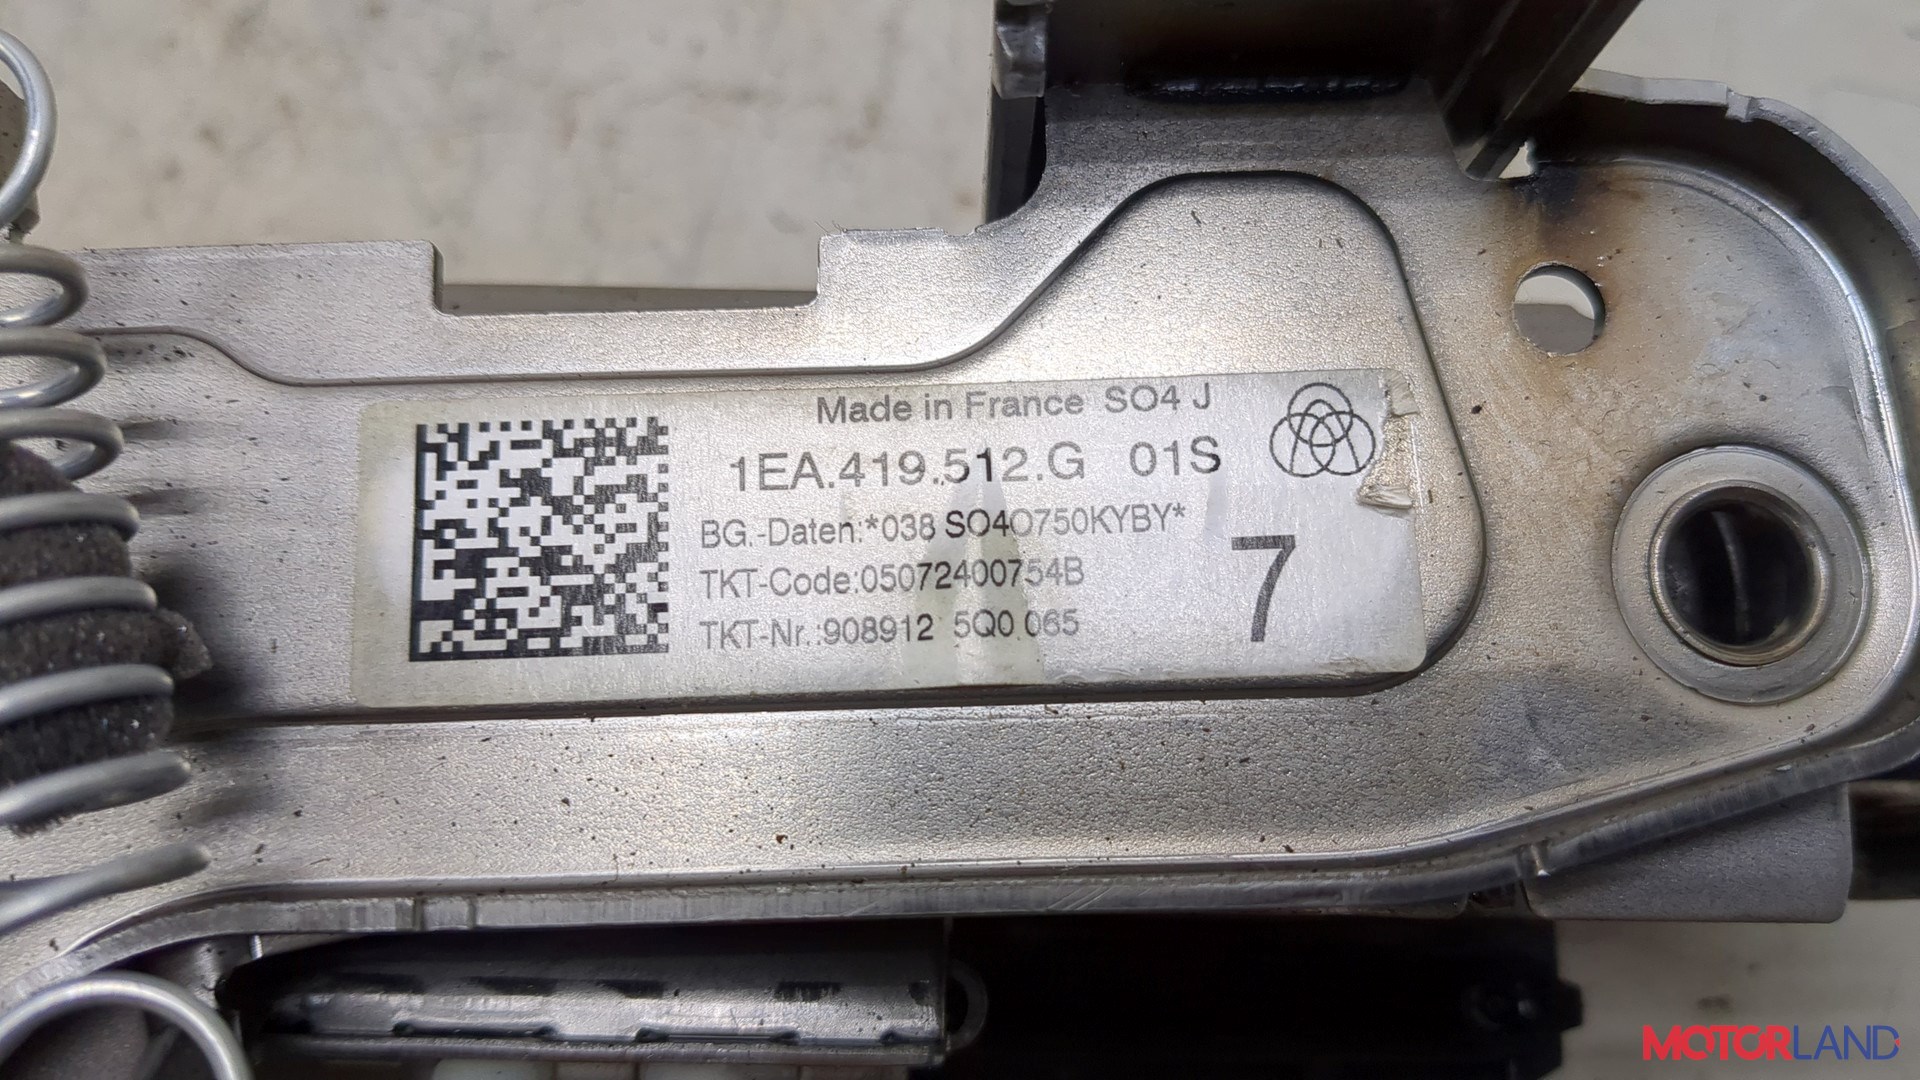 Made in France SO4 J
1EA.419.512.G 01S
BG.-Daten:*038 SO4O750KYBY*
TKT-Code:05072400754B
TKT-Nr.:908912 5Q0 065
7
MOTORLAND